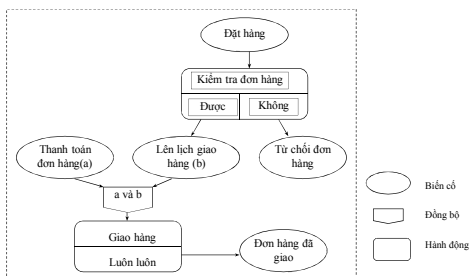 Đặt hàng
Kiểm tra đơn hàng
Được
Không
Thanh toán
đơn hàng(a)
Lên lịch giao
hàng (b)
Từ chối đơn
hàng
a và b
Giao hàng
Luôn luôn
Đơn hàng đã
giao
Biến cố
Đồng bộ
Hành động